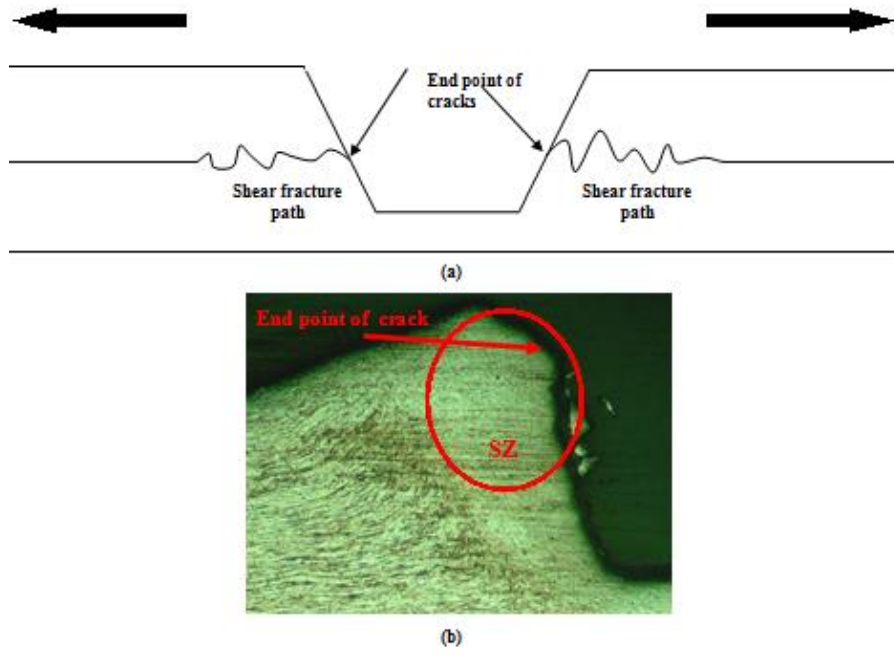 End point of
cracks
Shear fracture
path
Shear fracture
path
(a)
End point of crack
SZ
(b)